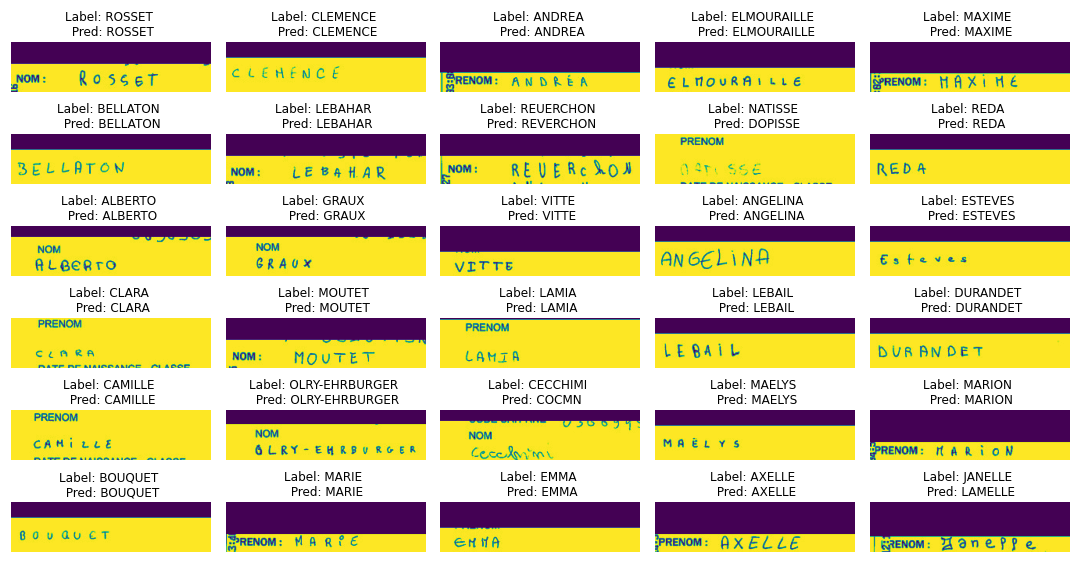 Label: ROSSET Label: CLEMENCE Label: ANDREA Label: ELMOURAILLE Label: MAXIME
Pred: ROSSET Pred: CLEMENCE Pred: ANDREA Pred: ELMOURAILLE Pred: MAXIME
NOM : ROSSET CLEMENCE PRENOM : ANDRÉA ELMOURAILLE PRENOM : MAXiME
Label: BELLATON Label: LEBAHAR Label: REUERCHON Label: NATISSE Label: REDA
Pred: BELLATON Pred: LEBAHAR Pred: REVERCHON Pred: DOPISSE Pred: REDA
BELLATON NOM : LEBAHAR NOM : REUERchON PRENOM REDA
DATE DE NAISSANCE CLASSE
Label: ALBERTO Label: GRAUX Label: VITTE Label: ANGELINA Label: ESTEVES
Pred: ALBERTO Pred: GRAUX Pred: VITTE Pred: ANGELINA Pred: ESTEVES
NOM NOM
ALBERTO GRAUX VITTE ANGELiNA Esteves
Label: CLARA Label: MOUTET Label: LAMIA Label: LEBAIL Label: DURANDET
Pred: CLARA Pred: MOUTET Pred: LAMIA Pred: LEBAIL Pred: DURANDET
PRENOM PRENOM
CLARA NOM : MOUTET LAMIA LEBAiL DURANDET
DATE DE NAISSANCE CLASSE
Label: CAMILLE Label: OLRY-EHRBURGER Label: CECCHIMI Label: MAELYS Label: MARION
Pred: CAMILLE Pred: OLRY-EHRBURGER Pred: COCMN Pred: MAELYS Pred: MARION
PRENOM NOM NOM
CAMiLLE OLRY-EHRBURGER Cecchimi MAËLYS PRENOM : MARiON
Label: BOUQUET Label: MARIE Label: EMMA Label: AXELLE Label: JANELLE
Pred: BOUQUET Pred: MARIE Pred: EMMA Pred: AXELLE Pred: LAMELLE
BOUQUET PRENOM : MARiE EMMA PRENOM : AXELLE PRENOM : Janelle